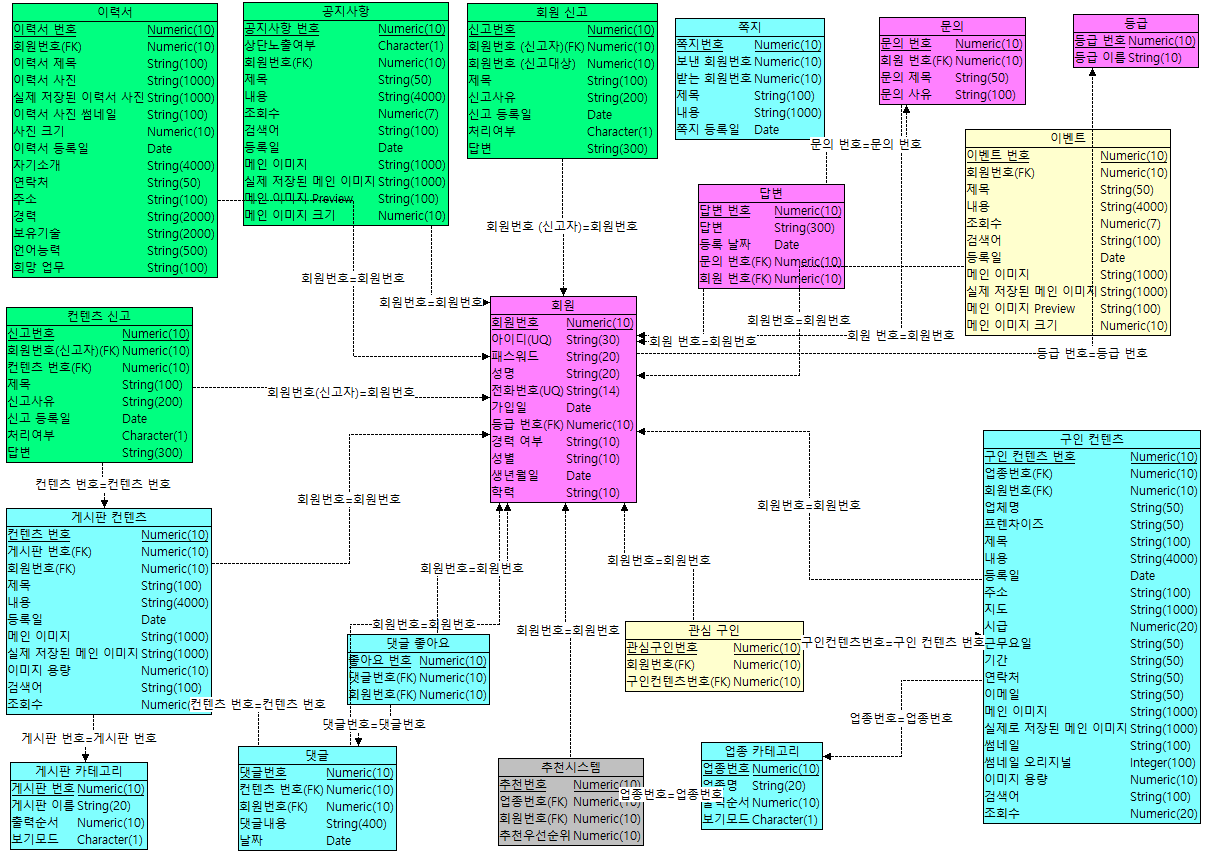 이력서
이력서 번호 Numeric(10)
회원번호(FK) Numeric(10)
이력서 제목 String(100)
이력서 사진 String(1000)
실제 저장된 이력서 사진 String(1000)
이력서 사진 썸네일 String(100)
사진 크기 Numeric(10)
이력서 등록일 Date
자기소개 String(4000)
연락처 String(50)
주소 String(100)
경력 String(2000)
보유기술 String(2000)
언어능력 String(500)
희망 업무 String(100)
공지사항
공지사항 번호 Numeric(10)
상단노출여부 Character(1)
회원번호(FK) Numeric(10)
제목 String(50)
내용 String(4000)
조회수 Numeric(7)
검색어 String(100)
등록일 Date
메인 이미지 String(1000)
실제 저장된 메인 이미지 String(1000)
메인 이미지 Preview String(100)
메인 이미지 크기 Numeric(10)
회원 신고
신고번호 Numeric(10)
회원번호 (신고자)(FK) Numeric(10)
회원번호 (신고대상) Numeric(10)
제목 String(100)
신고사유 String(200)
신고 등록일 Date
처리여부 Character(1)
답변 String(300)
쪽지
쪽지번호 Numeric(10)
보낸 회원번호 Numeric(10)
받는 회원번호 Numeric(10)
제목 String(100)
내용 String(1000)
쪽지 등록일 Date
문의
문의 번호 Numeric(10)
회원 번호(FK) Numeric(10)
문의 제목 String(50)
문의 사유 String(100)
등급
등급 번호 Numeric(10)
등급 이름 String(10)
문의 번호=문의 번호
이벤트
이벤트 번호 Numeric(10)
회원번호(FK) Numeric(10)
제목 String(50)
내용 String(4000)
조회수 Numeric(7)
검색어 String(100)
등록일 Date
메인 이미지 String(1000)
실제 저장된 메인 이미지 String(1000)
메인 이미지 Preview String(100)
메인 이미지 크기 Numeric(10)
답변
답변 번호 Numeric(10)
답변 String(300)
등록 날짜 Date
문의 번호(FK) Numeric(10)
회원 번호(FK) Numeric(10)
회원번호 (신고자)=회원번호
회원번호=회원번호
회원번호=회원번호
회원번호=회원번호
회원 번호=회원번호
회원 번호=회원번호
등급 번호=등급 번호
회원
회원번호 Numeric(10)
아이디(UQ) String(30)
패스워드 String(20)
성명 String(20)
전화번호(UQ) String(14)
가입일 Date
등급 번호(FK) Numeric(10)
경력 여부 String(10)
성별 String(10)
생년월일 Date
학력 String(10)
컨텐츠 신고
신고번호 Numeric(10)
회원번호(신고자)(FK) Numeric(10)
컨텐츠 번호(FK) Numeric(10)
제목 String(100)
신고사유 String(200)
신고 등록일 Date
처리여부 Character(1)
답변 String(300)
회원번호(신고자)=회원번호
컨텐츠 번호=컨텐츠 번호
회원번호=회원번호
회원번호=회원번호
게시판 컨텐츠
컨텐츠 번호 Numeric(10)
게시판 번호(FK) Numeric(10)
회원번호(FK) Numeric(10)
제목 String(100)
내용 String(4000)
등록일 Date
메인 이미지 String(1000)
실제 저장된 메인 이미지 String(1000)
이미지 용량 Numeric(10)
검색어 String(100)
조회수 Numeric
구인 컨텐츠
구인 컨텐츠 번호 Numeric(10)
업종번호(FK) Numeric(10)
회원번호(FK) Numeric(10)
업체명 String(50)
프렌차이즈 String(50)
제목 String(100)
내용 String(4000)
등록일 Date
주소 String(100)
지도 String(1000)
시급 Numeric(20)
근무요일 String(50)
기간 String(50)
연락처 String(50)
이메일 String(50)
메인 이미지 String(1000)
실제로 저장된 메인 이미지 String(1000)
썸네일 String(100)
썸네일 오리지널 Integer(100)
이미지 용량 Numeric(10)
검색어 String(100)
조회수 Numeric(20)
회원번호=회원번호
회원번호=회원번호
회원번호=회원번호
회원번호=회원번호
댓글 좋아요
좋아요 번호 Numeric(10)
댓글번호(FK) Numeric(10)
회원번호(FK) Numeric(10)
관심 구인
관심구인번호 Numeric(10)
회원번호(FK) Numeric(10)
구인컨텐츠번호(FK) Numeric(10)
구인컨텐츠번호=구인 컨텐츠 번호
컨텐츠 번호=컨텐츠 번호
댓글번호=댓글번호
업종번호=업종번호
게시판 번호=게시판 번호
게시판 카테고리
게시판 번호 Numeric(10)
게시판 이름 String(20)
출력순서 Numeric(10)
보기모드 Character(1)
댓글
댓글번호 Numeric(10)
컨텐츠 번호(FK) Numeric(10)
회원번호(FK) Numeric(10)
댓글내용 String(400)
날짜 Date
추천시스템
추천번호 Numeric(10)
업종번호(FK) Numeric(10)
회원번호(FK) Numeric(10)
추천우선순위 Numeric(10)
업종번호=업종번호
업종 카테고리
업종번호 Numeric(10)
업종명 String(20)
출력순서 Numeric(10)
보기모드 Character(1)